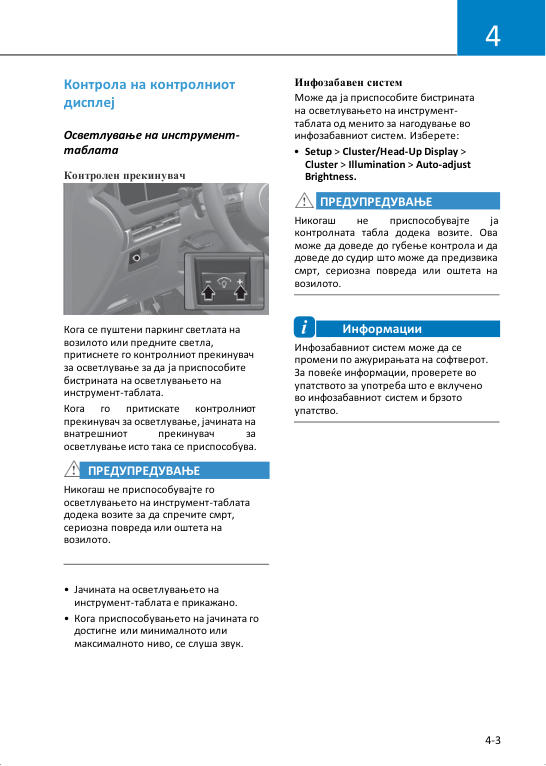 4
Контрола на контролниот
дисплеј
Осветлување на инструмент-
таблата
Контролен прекинувач
Кога се пуштени паркинг светлата на
возилото или предните светла,
притиснете го контролниот прекинувач
за осветлување за да ја приспособите
бистрината на осветлувањето на
инструмент-таблата.
Кога го притискате контролниот
прекинувач за осветлување, јачината на
внатрешниот прекинувач за
осветлување исто така се приспособува.
ПРЕДУПРЕДУВАЊЕ
Никогаш не приспособувајте го
осветлувањето на инструмент-таблата
додека возите за да спречите смрт,
сериозна повреда или оштета на
возилото.
• Јачината на осветлувањето на
инструмент-таблата е прикажано.
• Кога приспособувањето на јачината го
достигне или минималното или
максималното ниво, се слуша звук.
Инфозабавен систем
Може да ја приспособите бистрината
на осветлувањето на инструмент-
таблата од менито за нагодување во
инфозабавниот систем. Изберете:
• Setup > Cluster/Head-Up Display >
Cluster > Illumination > Auto-adjust
Brightness.
ПРЕДУПРЕДУВАЊЕ
Никогаш не приспособувајте ја
контролната табла додека возите. Ова
може да доведе до губење контрола и да
доведе до судир што може да предизвика
смрт, сериозна повреда или оштета на
возилото.
i Информации
Инфозабавниот систем може да се
промени по ажурирањата на софтверот.
За повеќе информации, проверете во
упатството за употреба што е вклучено
во инфозабавниот систем и брзото
упатство.
4-3